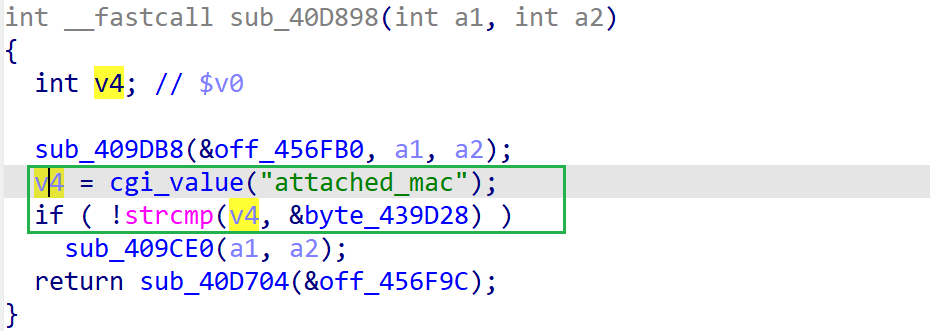 int __fastcall sub_40D898(int a1, int a2)
{
int v4; // $v0
sub_409DB8(&off_456FB0, a1, a2);
v4 = cgi_value("attached_mac");
if ( !strcmp(v4, &byte_439D28) )
sub_409CE0(a1, a2);
return sub_40D704(&off_456F9C);
}